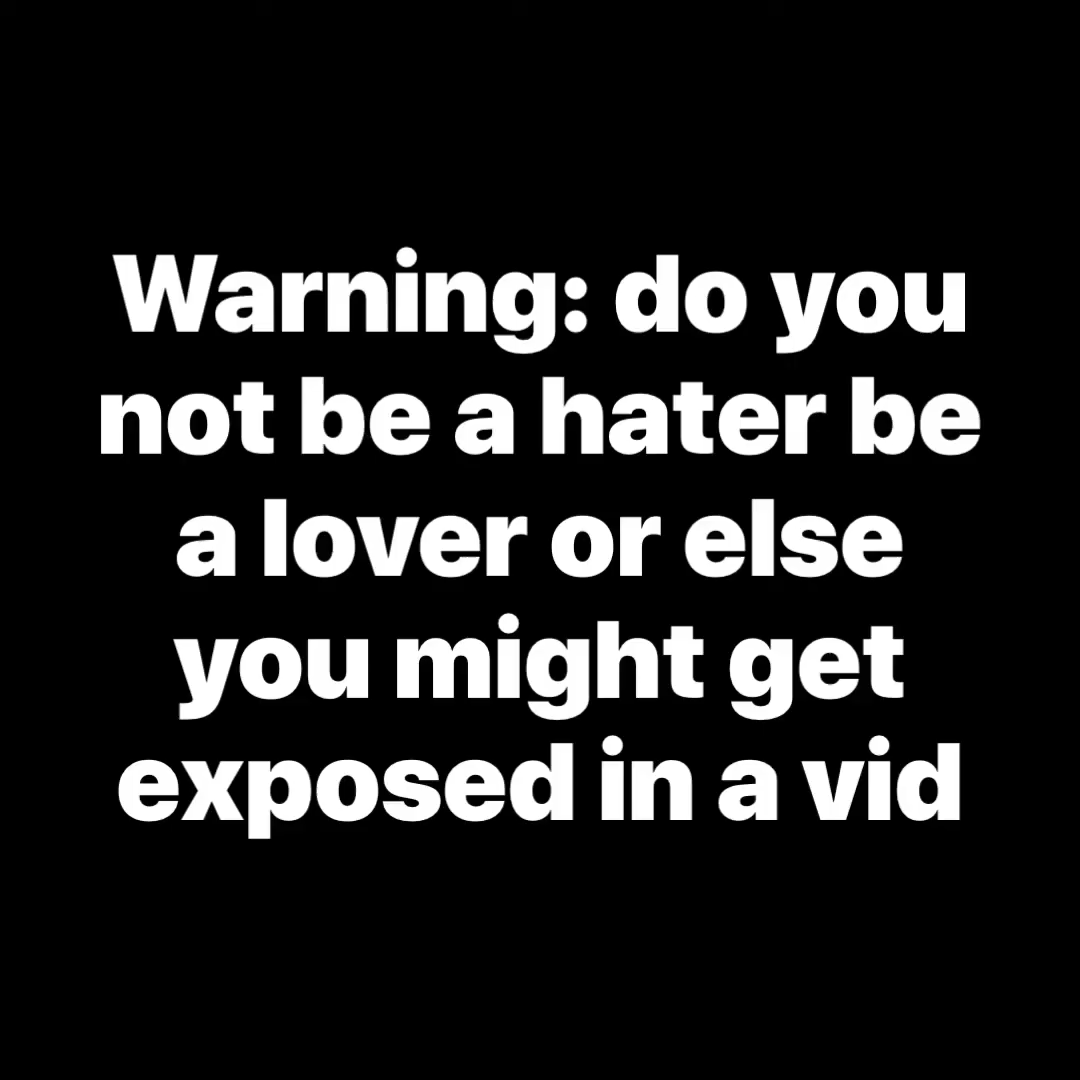 Warning: do you
not be a hater be
a lover or else
you might get
exposed in a vid